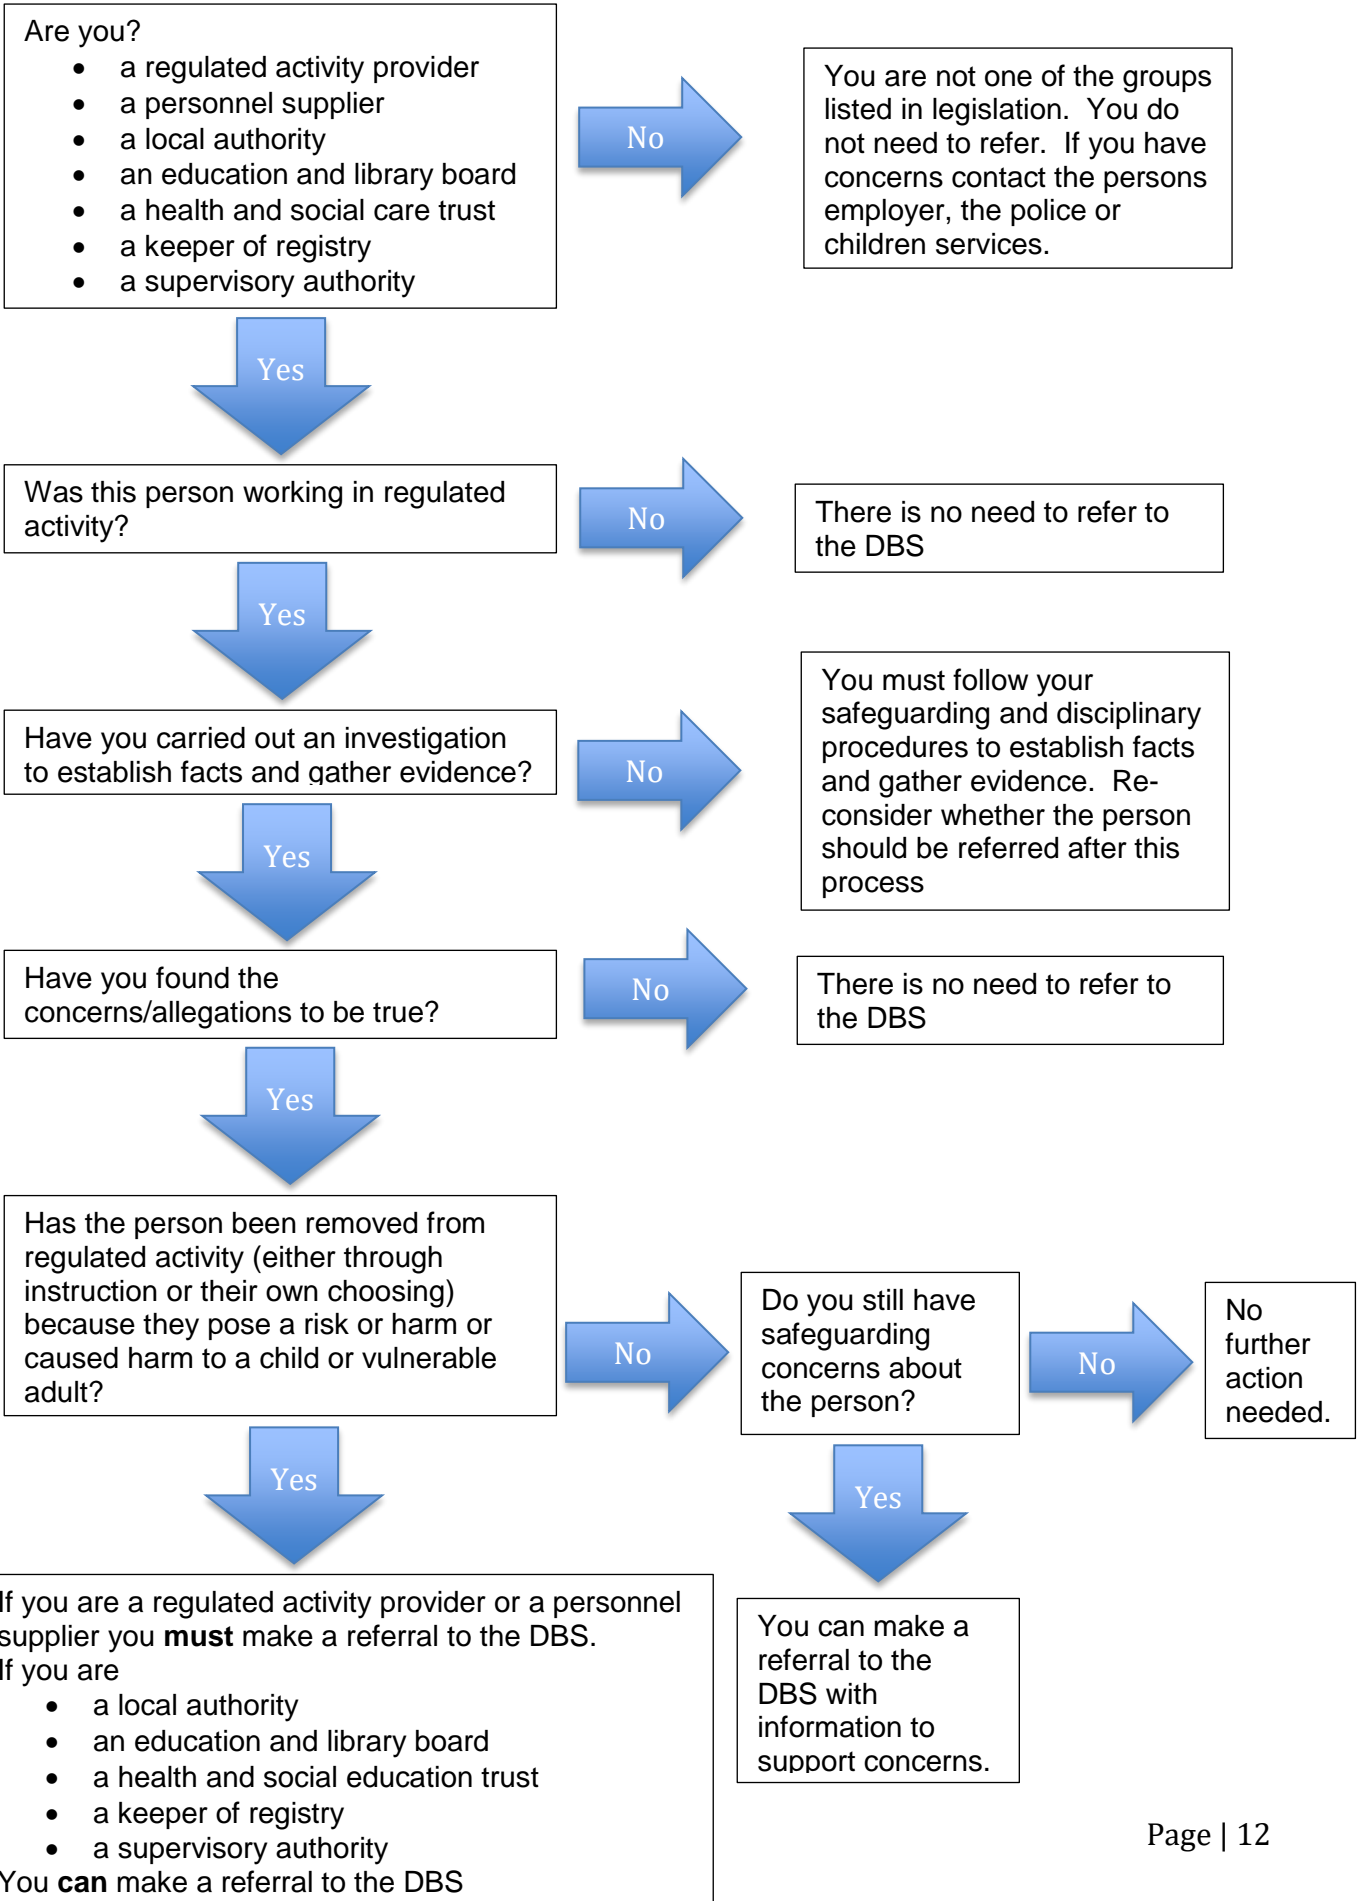 Are you?
• a regulated activity provider
• a personnel supplier
• a local authority
• an education and library board
• a health and social care trust
• a keeper of registry
• a supervisory authority
No
You are not one of the groups
listed in legislation.  You do
not need to refer.  If you have
concerns contact the persons
employer, the police or
children services.
Yes
Was this person working in regulated
activity?
No
There is no need to refer to
the DBS
Yes
Have you carried out an investigation
to establish facts and gather evidence?
No
You must follow your
safeguarding and disciplinary
procedures to establish facts
and gather evidence.  Re-
consider whether the person
should be referred after this
process
Yes
Have you found the
concerns/allegations to be true?
No
There is no need to refer to
the DBS
Yes
Has the person been removed from
regulated activity (either through
instruction or their own choosing)
because they pose a risk or harm or
caused harm to a child or vulnerable
adult?
No
Do you still have
safeguarding
concerns about
the person?
No
No
further
action
needed.
Yes
Yes
If you are a regulated activity provider or a personnel
supplier you must make a referral to the DBS.
If you are
• a local authority
• an education and library board
• a health and social education trust
• a keeper of registry
• a supervisory authority
You can make a referral to the DBS
You can make a
referral to the
DBS with
information to
support concerns.
Page | 12